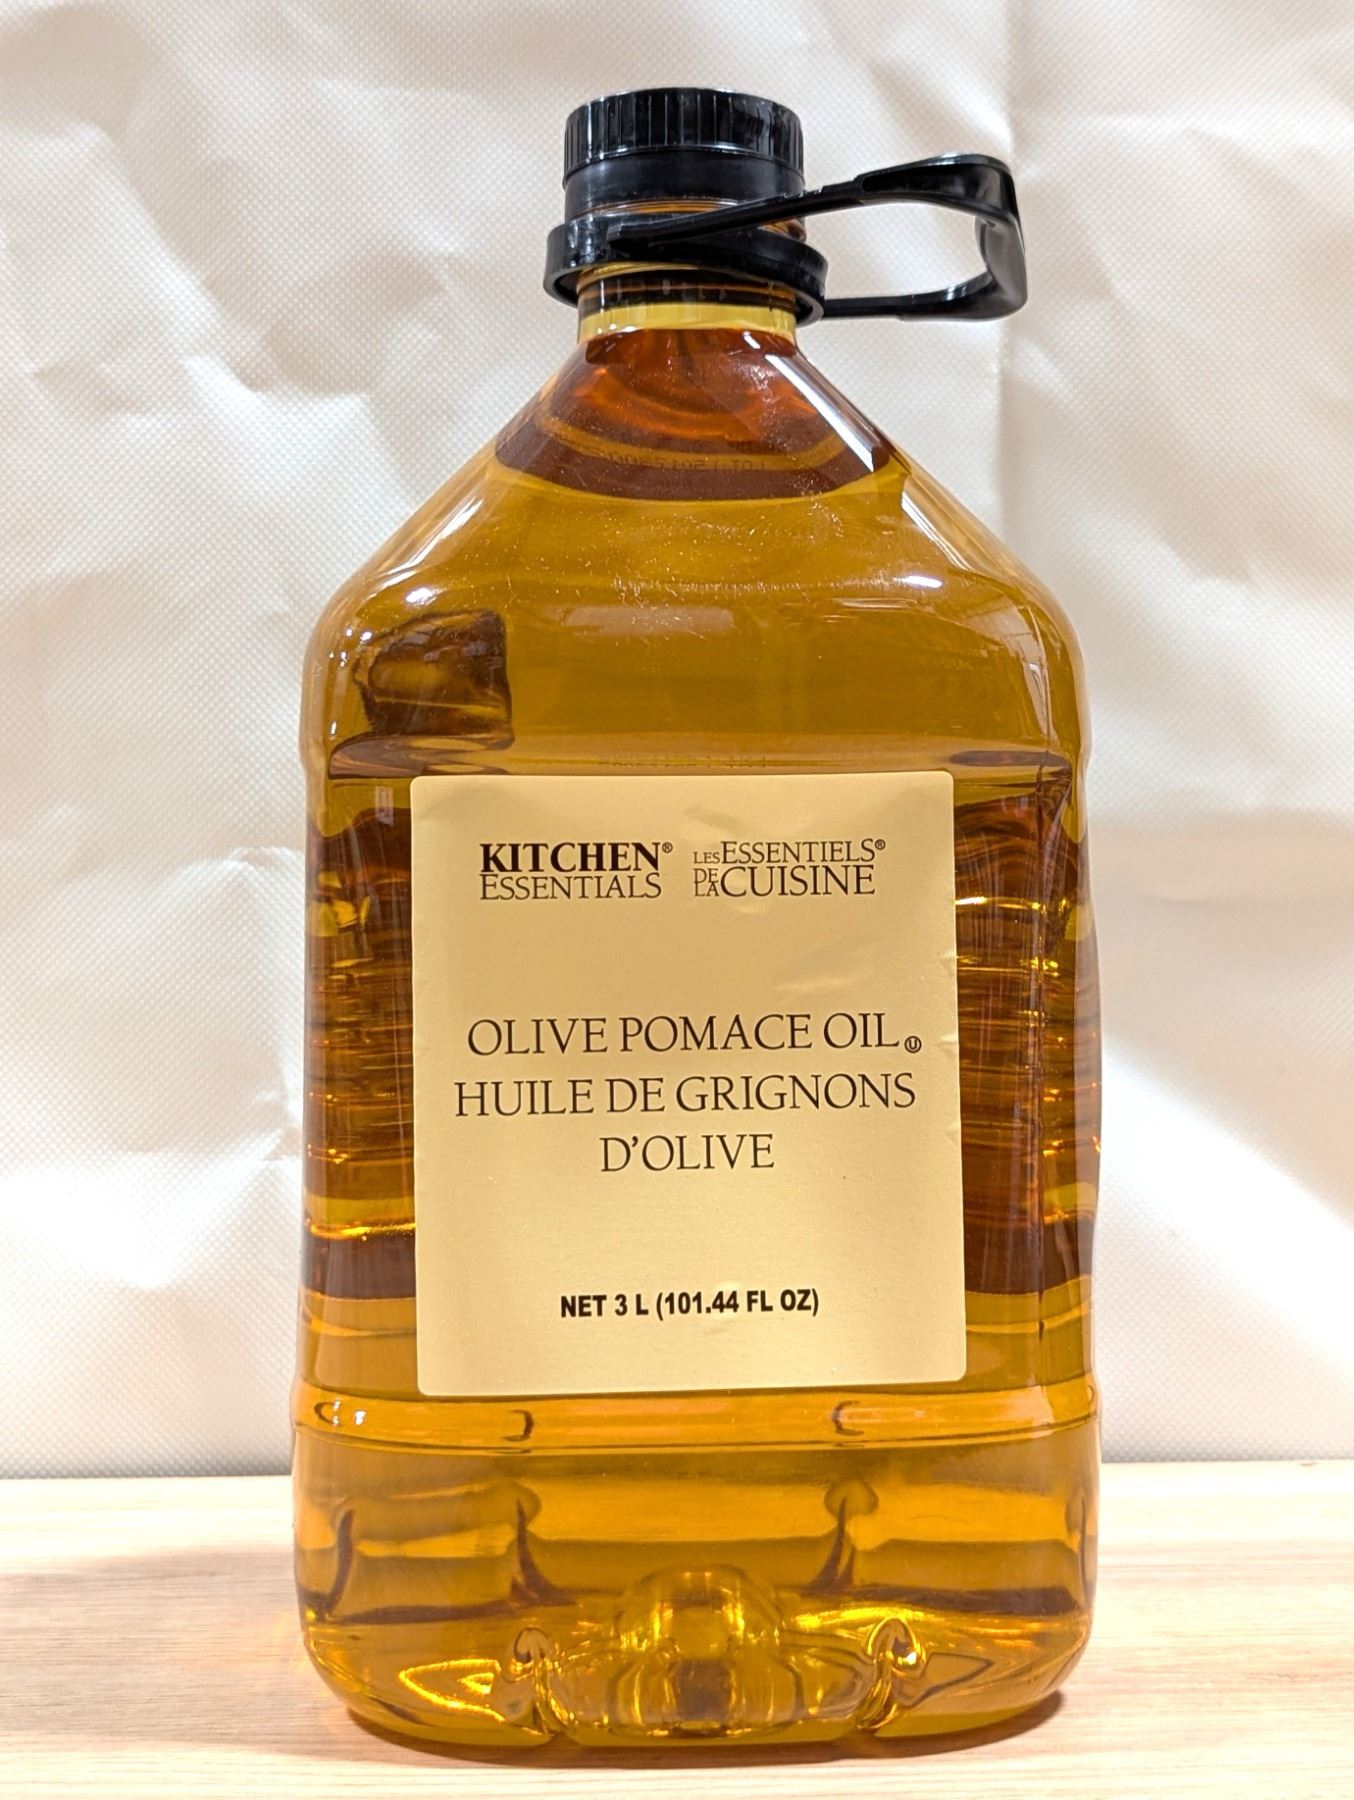 KITCHEN®
ESSENTIALS
LES ESSENTIELS®
DE LA CUISINE
OLIVE POMACE OIL Ⓤ
HUILE DE GRIGNONS
D'OLIVE
NET 3 L (101.44 FL OZ)